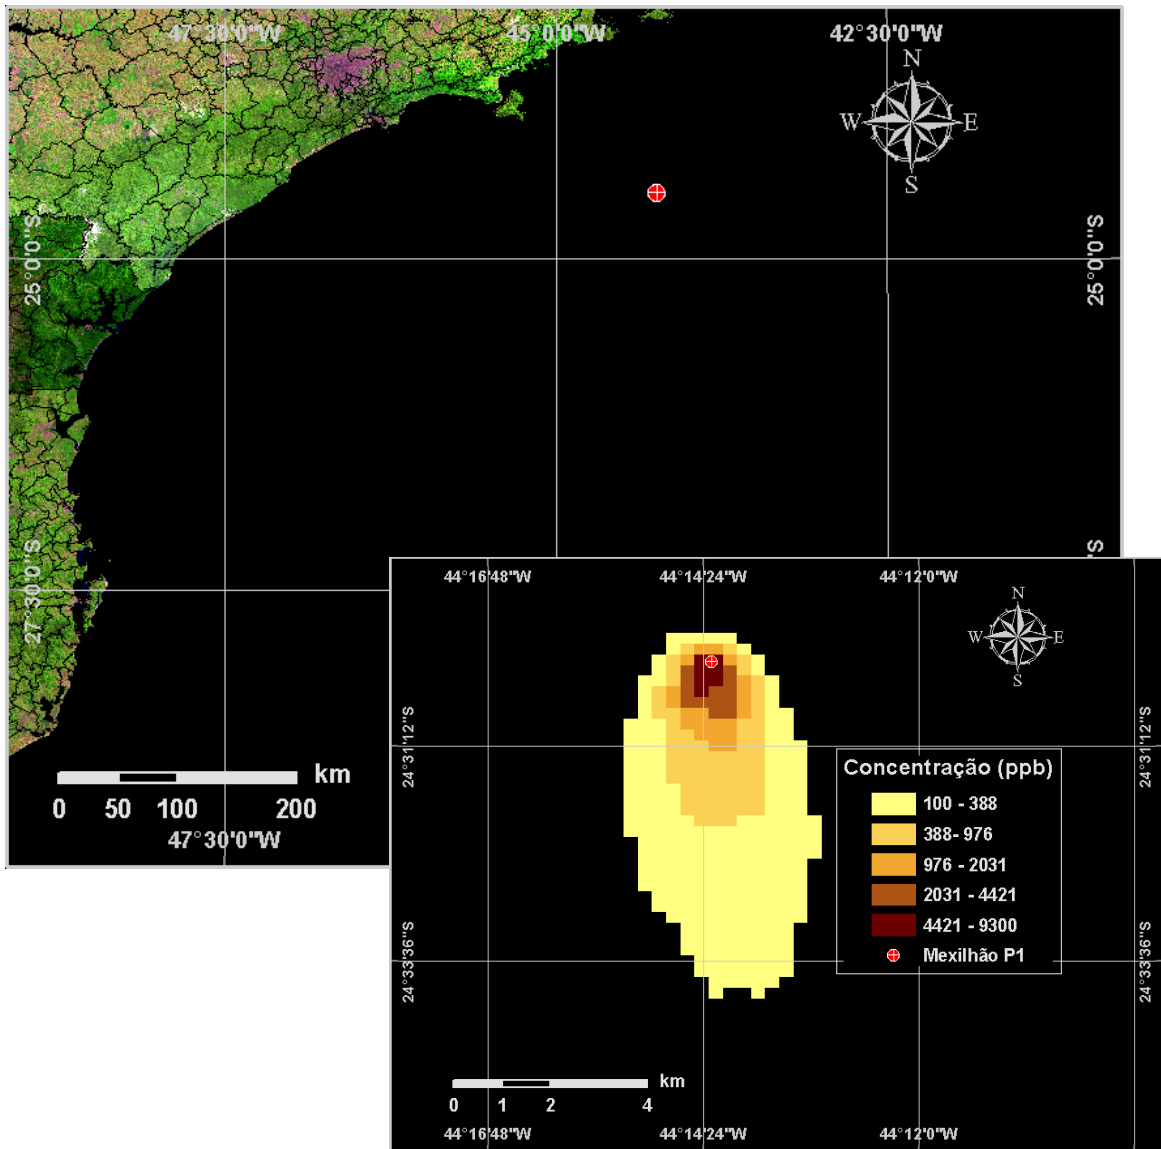 47°30'0"W 45°0'0"W 42°30'0"W
N
W E
S
25°0'0"S 25°0'0"S
27°30'0"S
"S
km
0 50 100 200
47°30'0"W
44°16'48"W 44°14'24"W 44°12'0"W
N
W E
S
24°31'12"S 24°31'12"S
Concentração (ppb)
100 - 388
388- 976
976 - 2031
2031 - 4421
4421 - 9300
Mexilhão P1
24°33'36"S 24°33'36"S
km
0 1 2 4
44°16'48"W 44°14'24"W 44°12'0"W